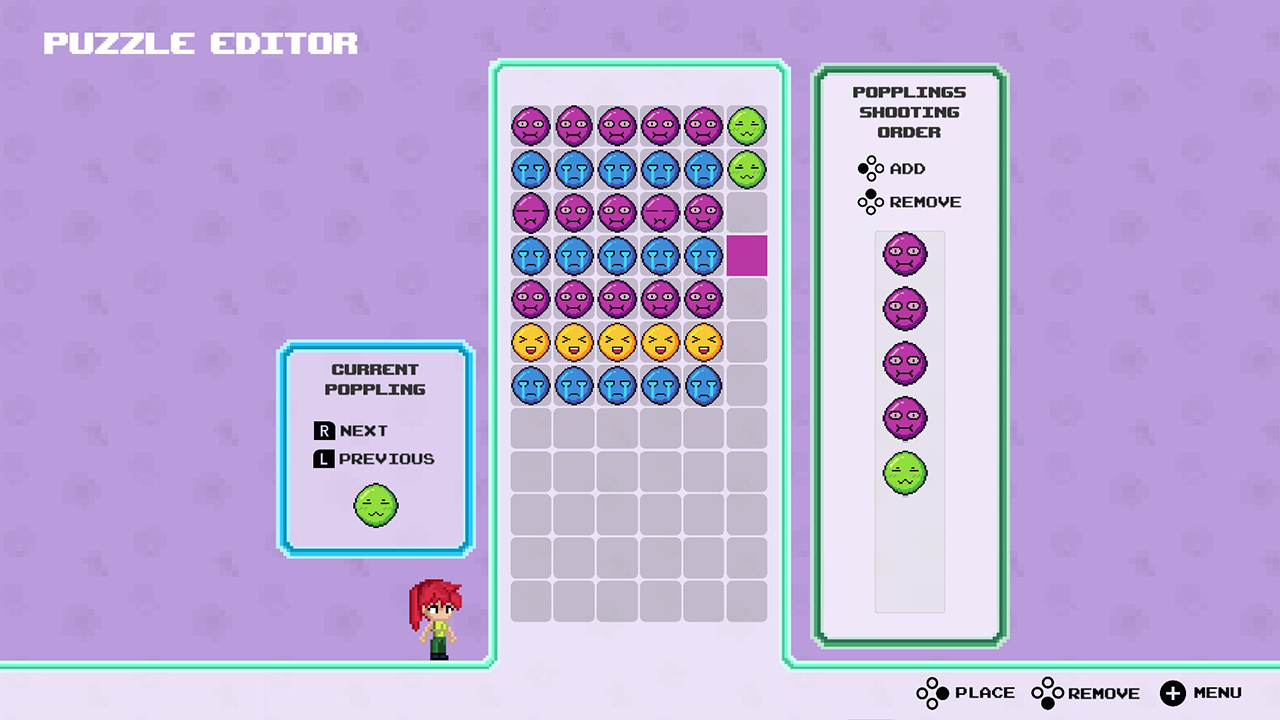 PUZZLE EDITOR
POPPLINGS
SHOOTING
ORDER
ADD
REMOVE
CURRENT
POPPLING
R NEXT
L PREVIOUS
PLACE REMOVE + MENU